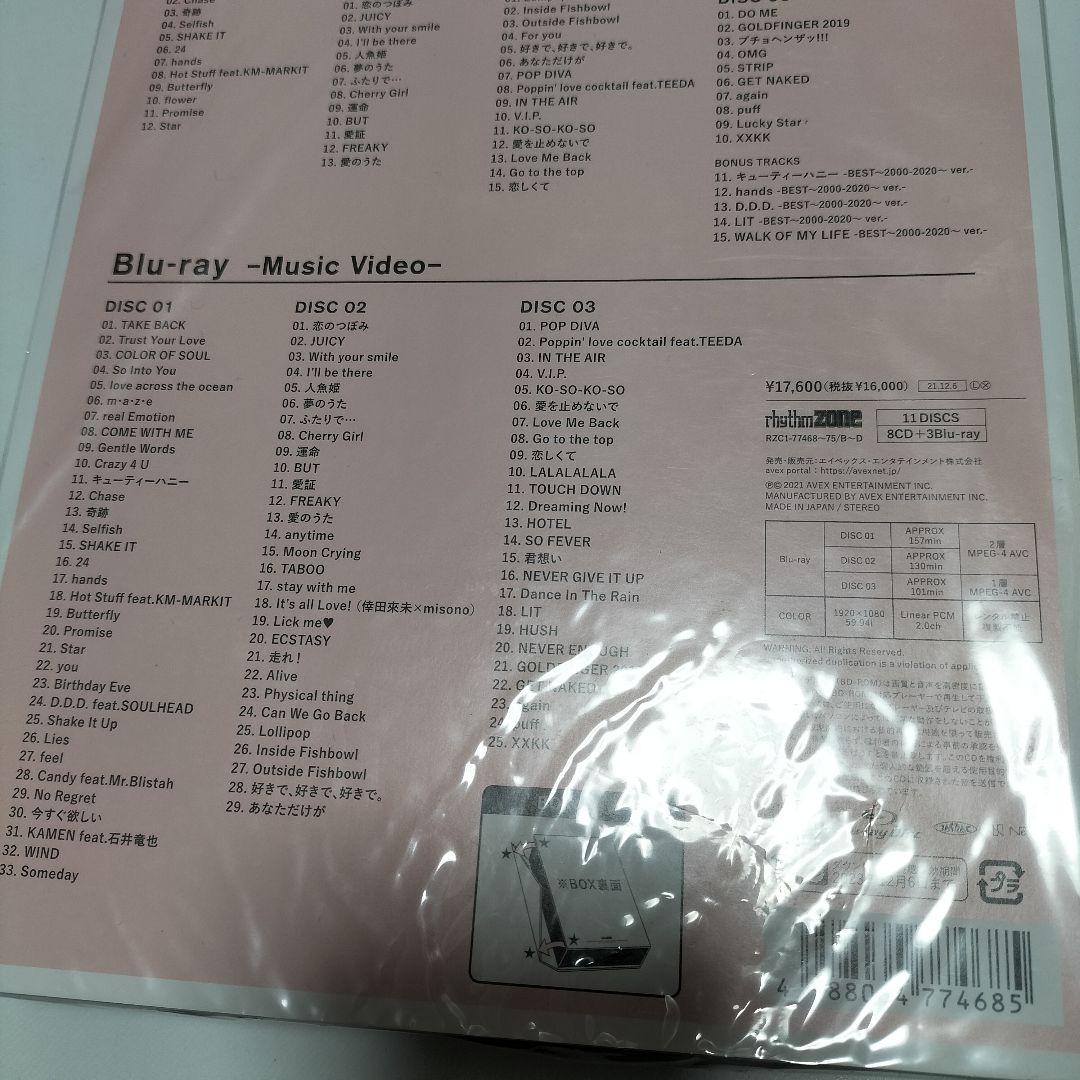 02. Chase
03. 奇跡
04. Selfish
05. SHAKE IT
06. 24
07. hands
08. Hot Stuff feat.KM-MARKIT
09. Butterfly
10. flower
11. Promise
12. Star
01. 恋のつぼみ
02. JUICY
03. With your smile
04. I'll be there
05. 人魚姫
06. 夢のうた
07. ふたりで…
08. Cherry Girl
09. 運命
10. BUT
11. 愛証
12. FREAKY
13. 愛のうた
02. Inside Fishbowl
03. Outside Fishbowl
04. For you
05. 好きで、好きで、好きで。
06. あなただけが
07. POP DIVA
08. Poppin' love cocktail feat.TEEDA
09. IN THE AIR
10. V.I.P.
11. KO-SO-KO-SO
12. 愛を止めないで
13. Love Me Back
14. Go to the top
15. 恋しくて
01. DO ME
02. GOLDFINGER 2019
03. ブチョヘンザッ!!!
04. OMG
05. STRIP
06. GET NAKED
07. again
08. puff
09. Lucky Star
10. XXKK
BONUS TRACKS
11. キューティーハニー -BEST〜2000-2020〜 ver.-
12. hands -BEST〜2000-2020〜 ver.-
13. D.D.D. -BEST〜2000-2020〜 ver.-
14. LIT -BEST〜2000-2020〜 ver.-
15. WALK OF MY LIFE -BEST〜2000-2020〜 ver.-
Blu-ray –Music Video–
DISC 01
01. TAKE BACK
02. Trust Your Love
03. COLOR OF SOUL
04. So Into You
05. love across the ocean
06. m・a・z・e
07. real Emotion
08. COME WITH ME
09. Gentle Words
10. Crazy 4 U
11. キューティーハニー
12. Chase
13. 奇跡
14. Selfish
15. SHAKE IT
16. 24
17. hands
18. Hot Stuff feat.KM-MARKIT
19. Butterfly
20. Promise
21. Star
22. you
23. Birthday Eve
24. D.D.D. feat.SOULHEAD
25. Shake It Up
26. Lies
27. feel
28. Candy feat.Mr.Blistah
29. No Regret
30. 今すぐ欲しい
31. KAMEN feat.石井竜也
32. WIND
33. Someday
DISC 02
01. 恋のつぼみ
02. JUICY
03. With your smile
04. I'll be there
05. 人魚姫
06. 夢のうた
07. ふたりで…
08. Cherry Girl
09. 運命
10. BUT
11. 愛証
12. FREAKY
13. 愛のうた
14. anytime
15. Moon Crying
16. TABOO
17. stay with me
18. It's all Love! (倖田來未×misono)
19. Lick me♥
20. ECSTASY
21. 走れ!
22. Alive
23. Physical thing
24. Can We Go Back
25. Lollipop
26. Inside Fishbowl
27. Outside Fishbowl
28. 好きで、好きで、好きで。
29. あなただけが
DISC 03
01. POP DIVA
02. Poppin' love cocktail feat.TEEDA
03. IN THE AIR
04. V.I.P.
05. KO-SO-KO-SO
06. 愛を止めないで
07. Love Me Back
08. Go to the top
09. 恋しくて
10. LALALALALA
11. TOUCH DOWN
12. Dreaming Now!
13. HOTEL
14. SO FEVER
15. 君想い
16. NEVER GIVE IT UP
17. Dance In The Rain
18. LIT
19. HUSH
20. NEVER ENOUGH
21. GOLDFINGER
22. GET NAKED
23. again
24. puff
25. XXKK
¥17,600(税抜¥16,000) 21.12.6 Ⓛ
rhythm zone
RZC1-77468〜75/B〜D
11 DISCS
8CD+3Blu-ray
発売・販売元:エイベックス・エンタテインメント株式会社
avex portal : https://avexnet.jp/
℗© 2021 AVEX ENTERTAINMENT INC.
MANUFACTURED BY AVEX ENTERTAINMENT INC.
MADE IN JAPAN / STEREO
Blu-ray
DISC 01 APPROX 157min
DISC 02 APPROX 130min
2層 MPEG-4 AVC
DISC 03 APPROX 101min
1層 MPEG-4 AVC
COLOR 1920×1080 59.94i Linear PCM 2.0ch
WARNING: All Rights Reserved.
duplication is a violation of
※BOX裏面
プラ
774685